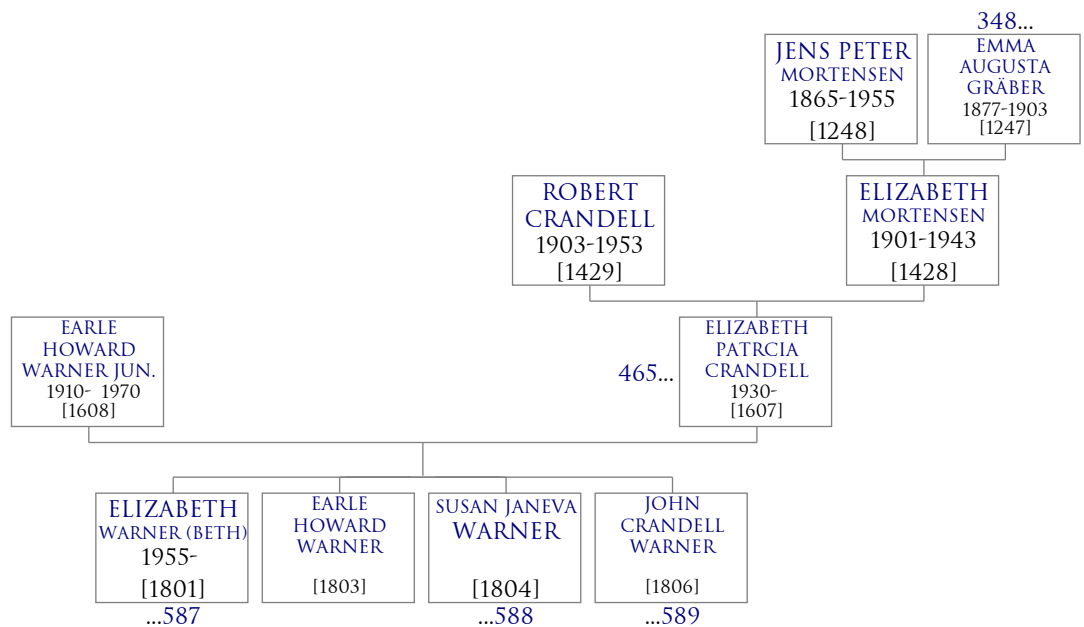 348...
JENS PETER
MORTENSEN
1865-1955
[1248]
EMMA
AUGUSTA
GRÄBER
1877-1903
[1247]
ROBERT
CRANDELL
1903-1953
[1429]
ELIZABETH
MORTENSEN
1901-1943
[1428]
EARLE
HOWARD
WARNER JUN.
1910- 1970
[1608]
465...
ELIZABETH
PATRCIA
CRANDELL
1930-
[1607]
ELIZABETH
WARNER (BETH)
1955-
[1801]
...587
EARLE
HOWARD
WARNER
[1803]
SUSAN JANEVA
WARNER
[1804]
...588
JOHN
CRANDELL
WARNER
[1806]
...589